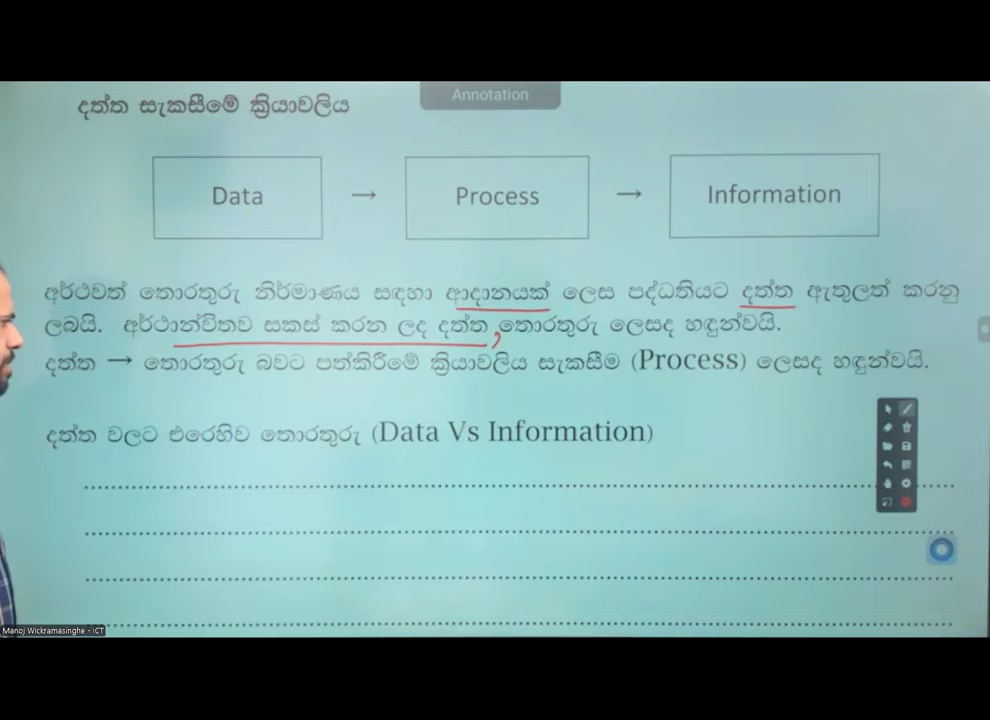 Annotation
දත්ත සැකසීමේ ක්‍රියාවලිය
Data → Process → Information
අර්ථවත් තොරතුරු නිර්මාණය සඳහා ආදානයක් ලෙස පද්ධතියට දත්ත ඇතුලත් කරනු
ලබයි. අර්ථාන්විතව සකස් කරන ලද දත්ත, තොරතුරු ලෙසද හඳුන්වයි.
දත්ත → තොරතුරු බවට පත්කිරීමේ ක්‍රියාවලිය සැකසීම (Process) ලෙසද හඳුන්වයි.
දත්ත වලට එරෙහිව තොරතුරු (Data Vs Information)
Manoj Wickramasinghe - ICT